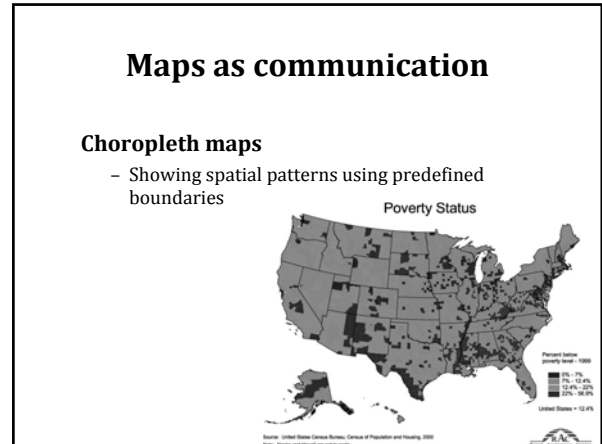 Maps as communication
Choropleth maps
– Showing spatial patterns using predefined
boundaries
Poverty Status
Percent below
poverty level - 1999
0% - 7%
7% - 12.4%
12.4% - 22%
22% - 56.9%
United States = 12.4%
Source: United States Census Bureau, Census of Population and Housing, 2000
RAC